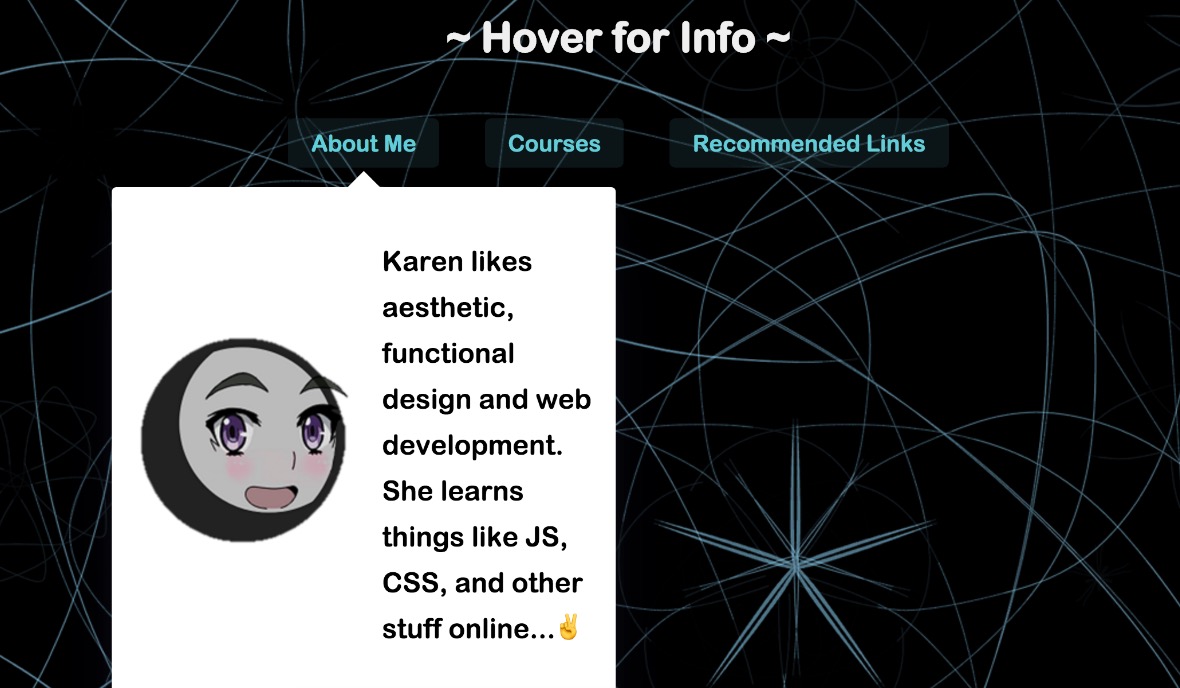 ~ Hover for Info ~
About Me
Courses
Recommended Links
Karen likes
aesthetic,
functional
design and web
development.
She learns
things like JS,
CSS, and other
stuff online...✌️